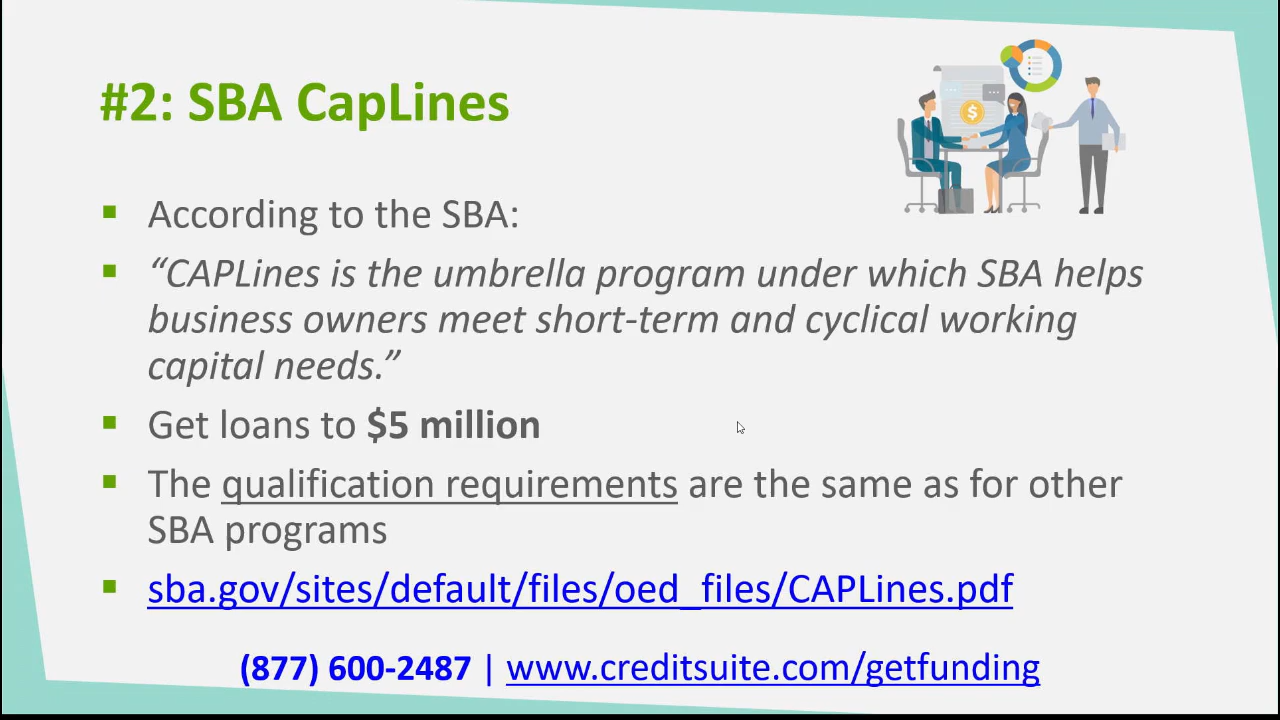 #2: SBA CapLines
According to the SBA:
“CAPLines is the umbrella program under which SBA helps
business owners meet short-term and cyclical working
capital needs.”
Get loans to $5 million
The qualification requirements are the same as for other
SBA programs
sba.gov/sites/default/files/oed_files/CAPLines.pdf
(877) 600-2487 | www.creditsuite.com/getfunding